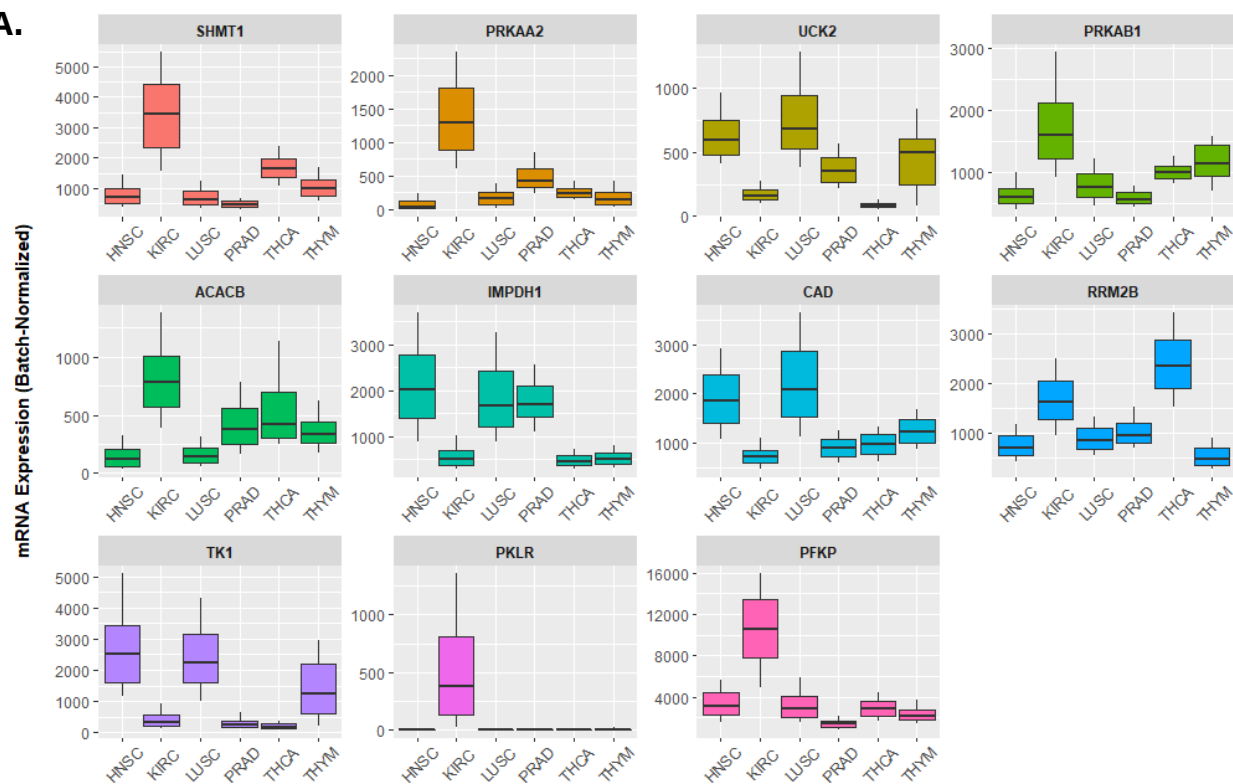 A.
mRNA Expression (Batch-Normalized)
SHMT1
5000
4000
3000
2000
1000
HNSC KIRC LUSC PRAD THCA THYM
PRKAA2
2000
1500
1000
500
0
HNSC KIRC LUSC PRAD THCA THYM
UCK2
1000
500
0
HNSC KIRC LUSC PRAD THCA THYM
PRKAB1
3000
2000
1000
HNSC KIRC LUSC PRAD THCA THYM
ACACB
1000
500
0
HNSC KIRC LUSC PRAD THCA THYM
IMPDH1
3000
2000
1000
HNSC KIRC LUSC PRAD THCA THYM
CAD
3000
2000
1000
HNSC KIRC LUSC PRAD THCA THYM
RRM2B
3000
2000
1000
HNSC KIRC LUSC PRAD THCA THYM
TK1
5000
4000
3000
2000
1000
0
HNSC KIRC LUSC PRAD THCA THYM
PKLR
1000
500
0
HNSC KIRC LUSC PRAD THCA THYM
PFKP
16000
12000
8000
4000
HNSC KIRC LUSC PRAD THCA THYM